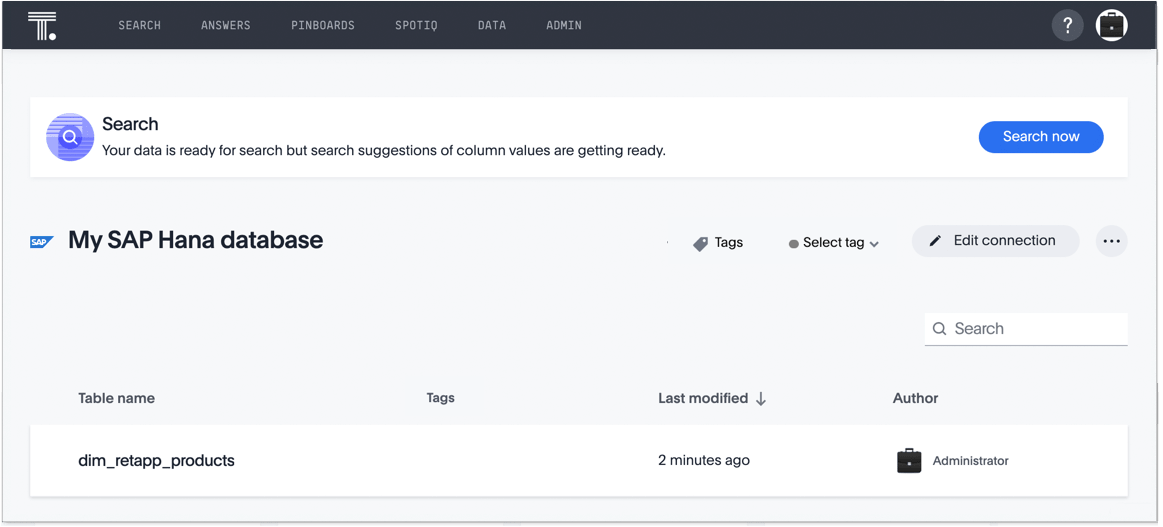 T. SEARCH ANSWERS PINBOARDS SPOTIQ DATA ADMIN ?
Search
Your data is ready for search but search suggestions of column values are getting ready.
Search now
SAP My SAP Hana database Tags Select tag Edit connection
Search
Table name Tags Last modified Author
dim_retapp_products 2 minutes ago Administrator